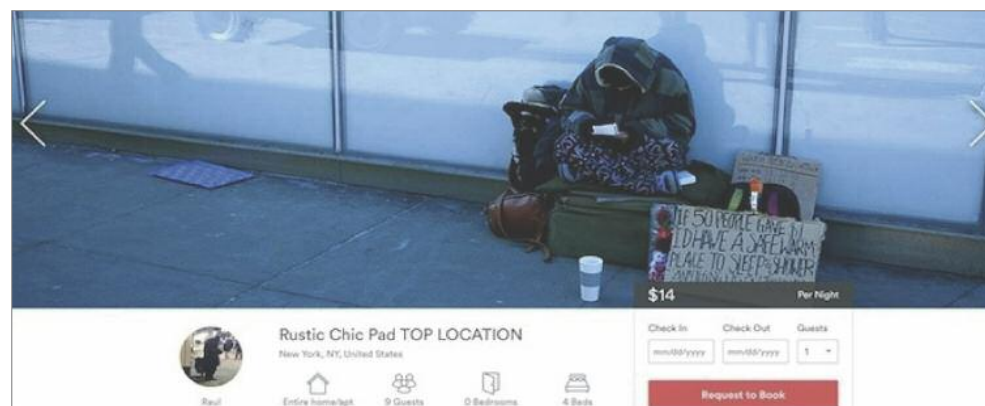 IF 50 PEOPLE GAVE $1
I'D HAVE A SAFE WARM
PLACE TO SLEEP & SHOWER
$14 Per Night
Rustic Chic Pad TOP LOCATION
New York, NY, United States
Check In Check Out Guests
mm/dd/yyyy mm/dd/yyyy 1
Raul Entire home/apt 9 Guests 0 Bedrooms 4 Beds
Request to Book